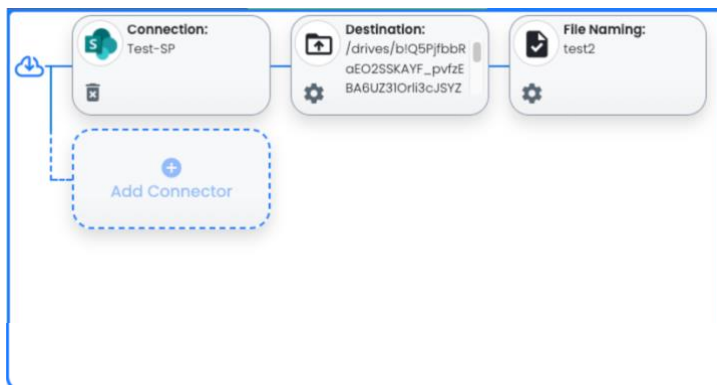 Connection:
Test-SP
Destination:
/drives/b!Q5PjfbbR
aEO2SSKAYF_pvfzE
BA6UZ31Orli3cJSYZ
File Naming:
test2
Add Connector